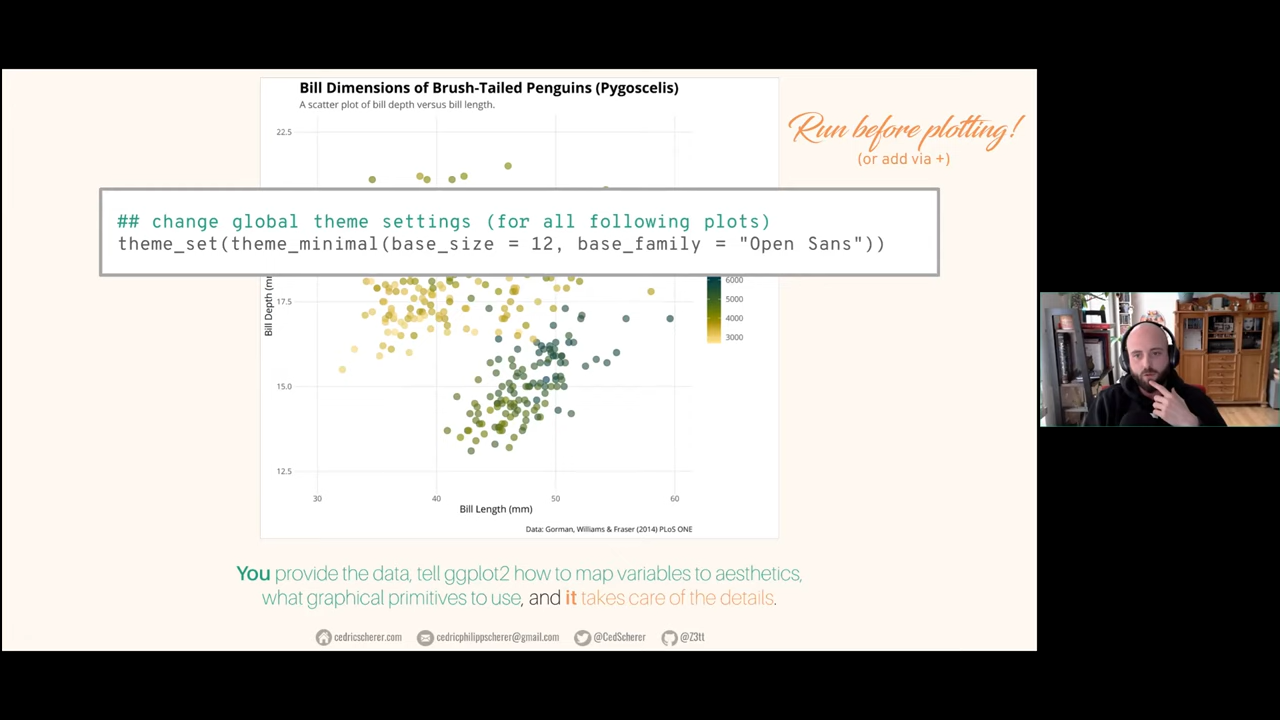 Bill Dimensions of Brush-Tailed Penguins (Pygoscelis)
A scatter plot of bill depth versus bill length.
Run before plotting!
(or add via +)
22.5
## change global theme settings (for all following plots)
theme_set(theme_minimal(base_size = 12, base_family = "Open Sans"))
Bill Depth (m
17.5
15.0
12.5
6000
5000
4000
3000
30 40 50 60
Bill Length (mm)
Data: Gorman, Williams & Fraser (2014) PLoS ONE
You provide the data, tell ggplot2 how to map variables to aesthetics,
what graphical primitives to use, and it takes care of the details.
cedricscherer.com cedricphilippscherer@gmail.com @CedScherer @Z3tt